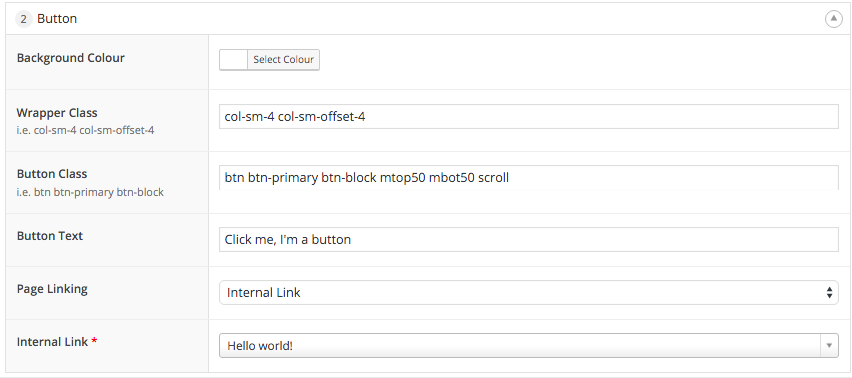 2 Button
Background Colour
Select Colour
Wrapper Class
i.e. col-sm-4 col-sm-offset-4
col-sm-4 col-sm-offset-4
Button Class
i.e. btn btn-primary btn-block
btn btn-primary btn-block mtop50 mbot50 scroll
Button Text
Click me, I'm a button
Page Linking
Internal Link
Internal Link *
Hello world!